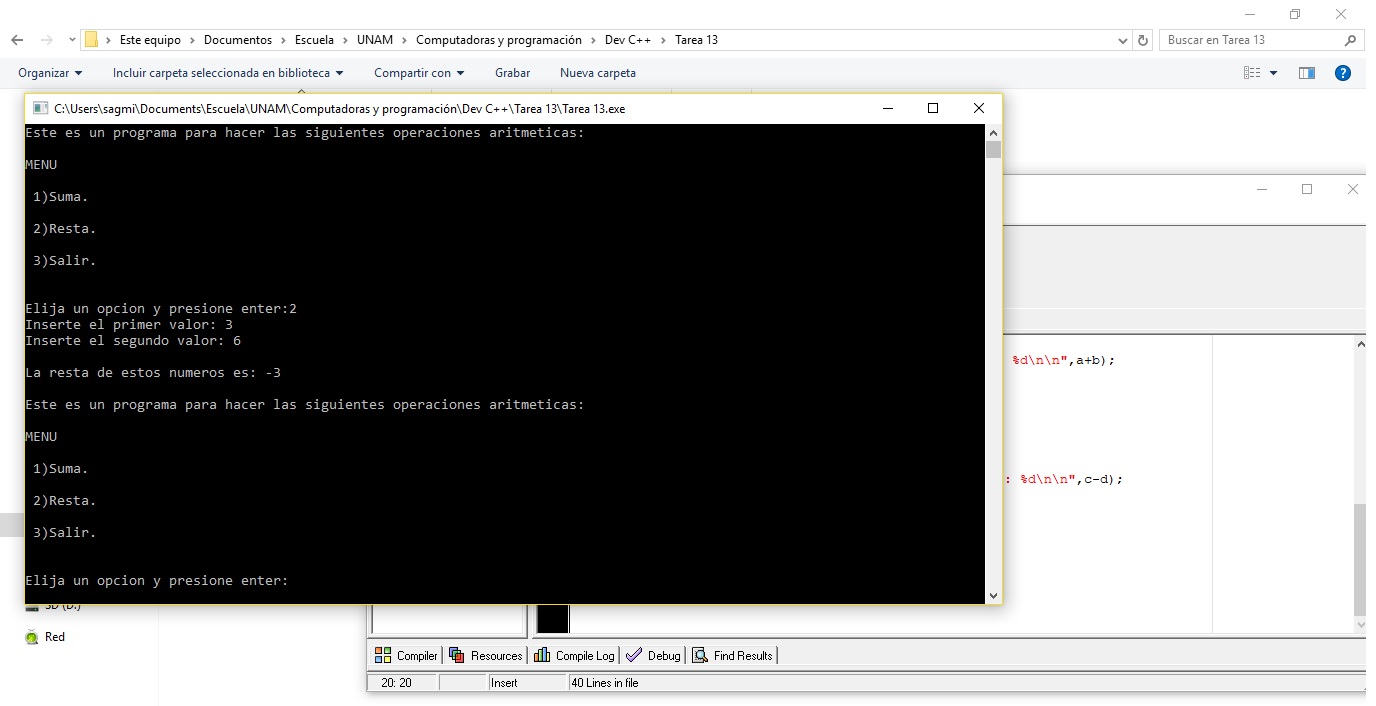 Este equipo > Documentos > Escuela > UNAM > Computadoras y programación > Dev C++ > Tarea 13
Buscar en Tarea 13
Organizar Incluir carpeta seleccionada en biblioteca Compartir con Grabar Nueva carpeta
C:\Users\sagmi\Documents\Escuela\UNAM\Computadoras y programación\Dev C++\Tarea 13\Tarea 13.exe
Este es un programa para hacer las siguientes operaciones aritmeticas:
MENU
1)Suma.
2)Resta.
3)Salir.
Elija un opcion y presione enter:2
Inserte el primer valor: 3
Inserte el segundo valor: 6
La resta de estos numeros es: -3
Este es un programa para hacer las siguientes operaciones aritmeticas:
MENU
1)Suma.
2)Resta.
3)Salir.
Elija un opcion y presione enter:
%d\n\n",a+b);
: %d\n\n",c-d);
SD (D:)
Red
Compiler Resources Compile Log Debug Find Results
20: 20 Insert 40 Lines in file